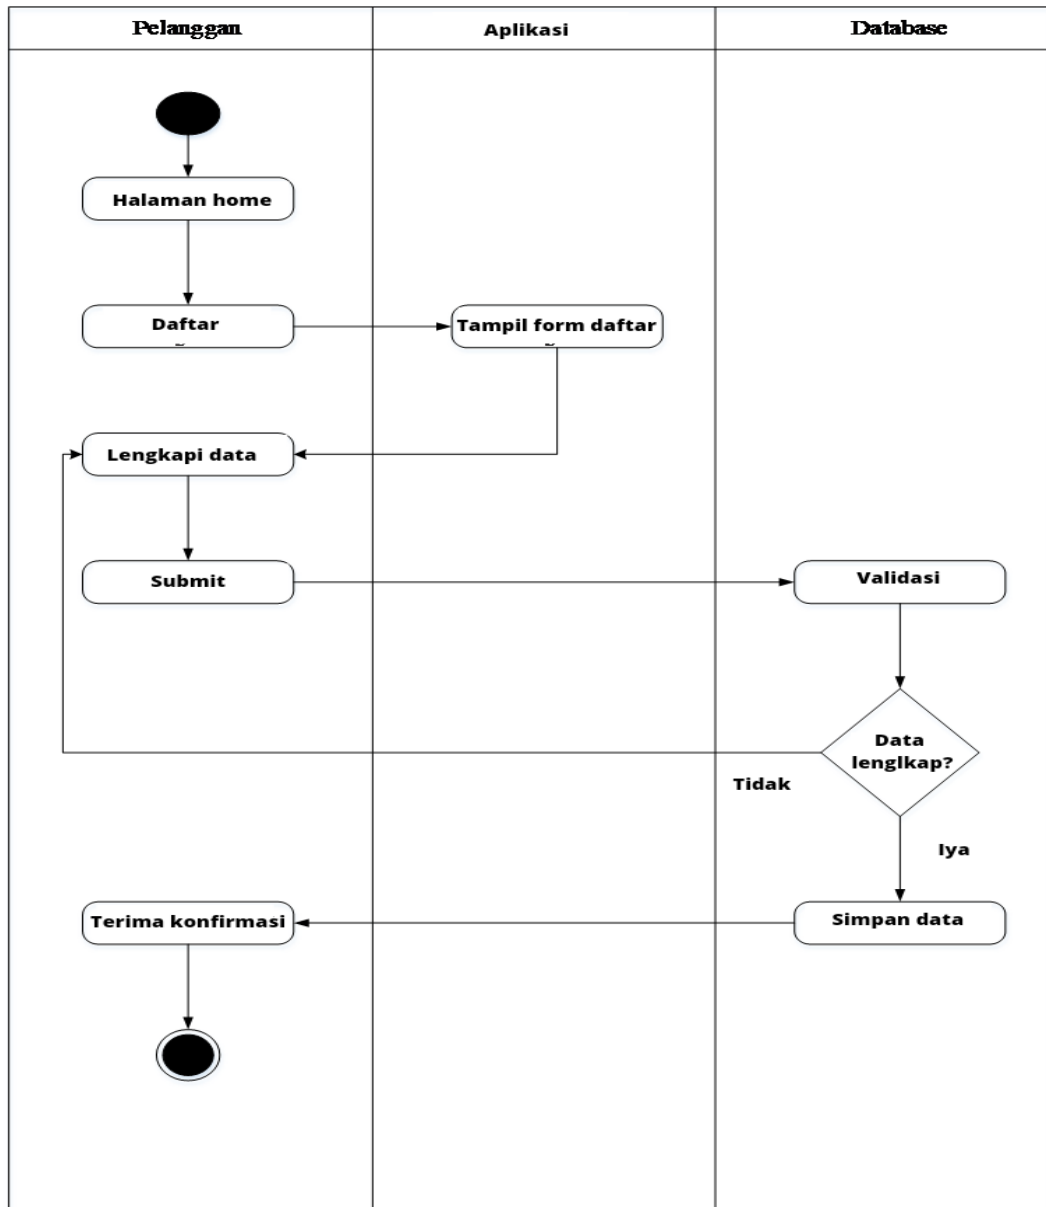 Pelanggan
Aplikasi
Database
Halaman home
Daftar
Tampil form daftar
Lengkapi data
Submit
Validasi
Data
lenglkap?
Tidak
Iya
Terima konfirmasi
Simpan data